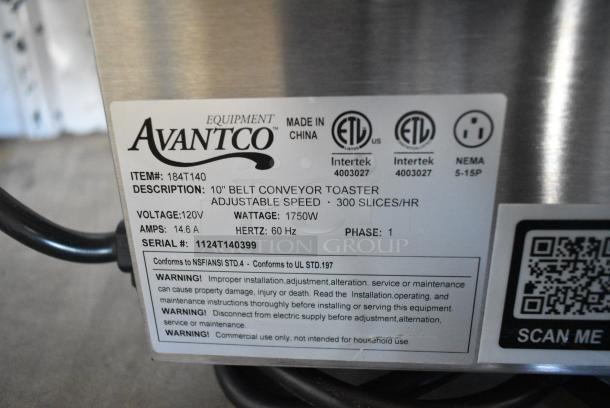 EQUIPMENT
AVANTCO™
MADE IN
CHINA
ETL US
Intertek
4003027
ETL
Intertek
4003027
NEMA
5-15P
ITEM#: 184T140
DESCRIPTION: 10" BELT CONVEYOR TOASTER
ADJUSTABLE SPEED · 300 SLICES/HR
VOLTAGE:120V WATTAGE: 1750W
AMPS: 14.6 A HERTZ: 60 Hz PHASE: 1
SERIAL #: 1124T140399
AUCTION GROUP
Conforms to NSF/ANSI STD.4 - Conforms to UL STD.197
WARNING! Improper installation,adjustment,alteration, service or maintenance
can cause property damage, injury or death. Read the Installation,operating, and
maintenance instructions thoroughly before installing or serving this equipment.
WARNING! Disconnect from electric supply before adjustment,alternation,
service or maintenance.
WARNING! Commercial use only, not intended for household use.
SCAN ME